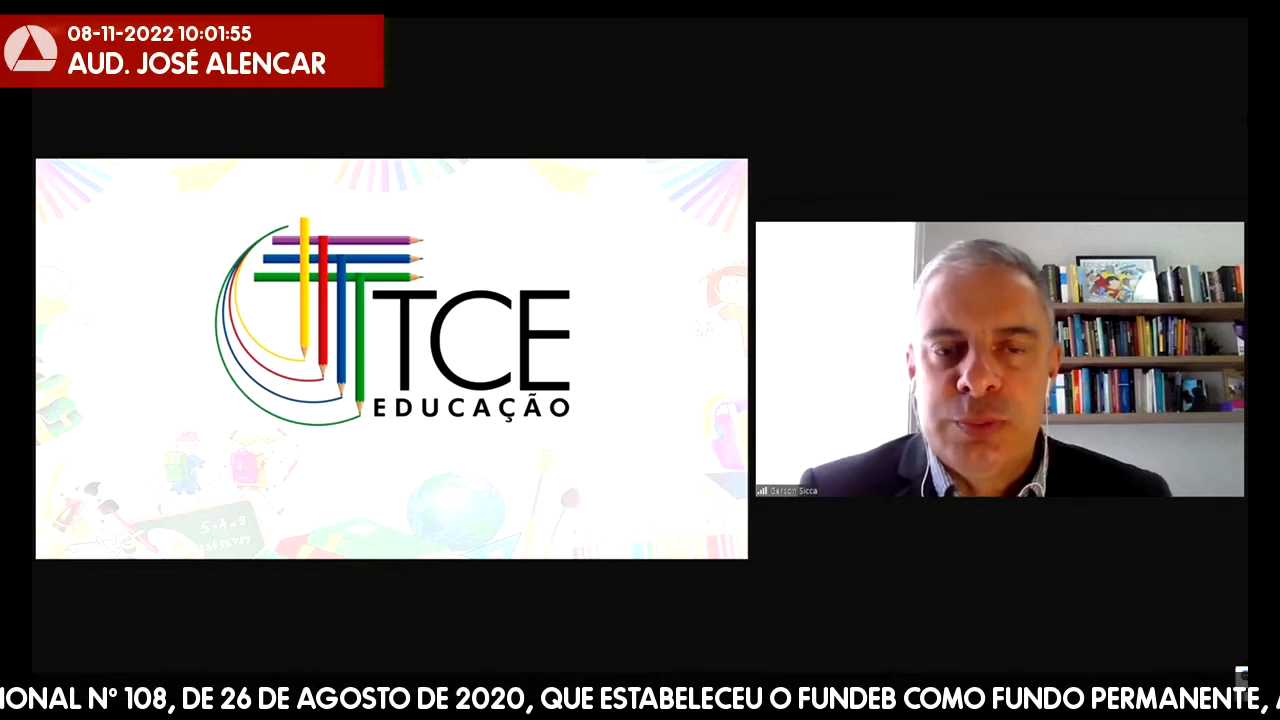 08-11-2022 10:01:55
AUD. JOSÉ ALENCAR
TCE
EDUCAÇÃO
Gerson Sicca
IONAL Nº 108, DE 26 DE AGOSTO DE 2020, QUE ESTABELECEU O FUNDEB COMO FUNDO PERMANENTE,